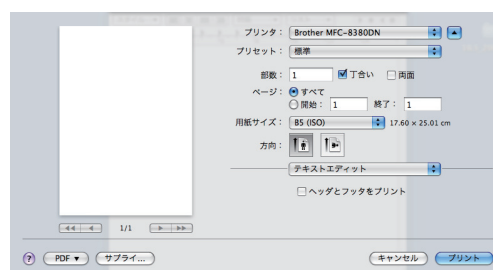 プリンタ： Brother MFC-8380DN
プリセット： 標準
部数： 1 丁合い 両面
ページ： すべて
開始： 1 終了： 1
用紙サイズ： B5 (ISO) 17.60 x 25.01 cm
方向：
テキストエディット
ヘッダとフッタをプリント
1/1
? PDF▼ サプライ... キャンセル プリント